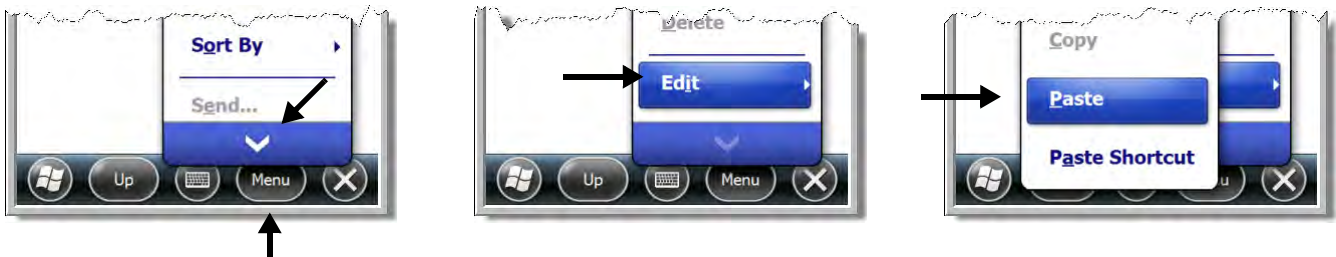 Sort By
Send...
Up
Menu
Delete
Edit
Up
Menu
Copy
Paste
Paste Shortcut
u